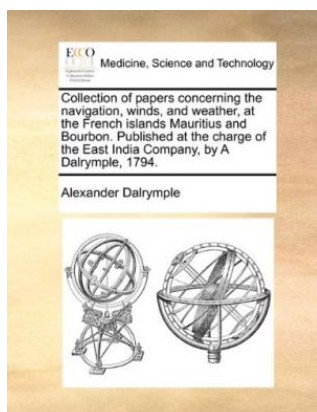 ECCO
Medicine, Science and Technology
Collection of papers concerning the
navigation, winds, and weather, at
the French islands Mauritius and
Bourbon. Published at the charge of
the East India Company, by A
Dalrymple, 1794.
Alexander Dalrymple